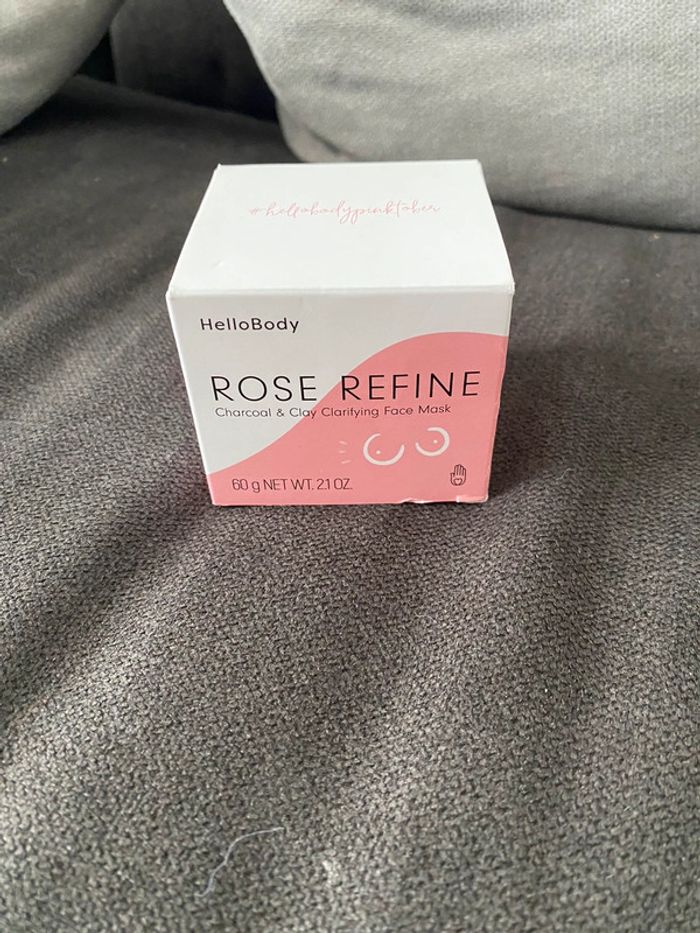 #hellobodypinktober
HelloBody
ROSE REFINE
Charcoal & Clay Clarifying Face Mask
60 g NET WT. 2.1 OZ.